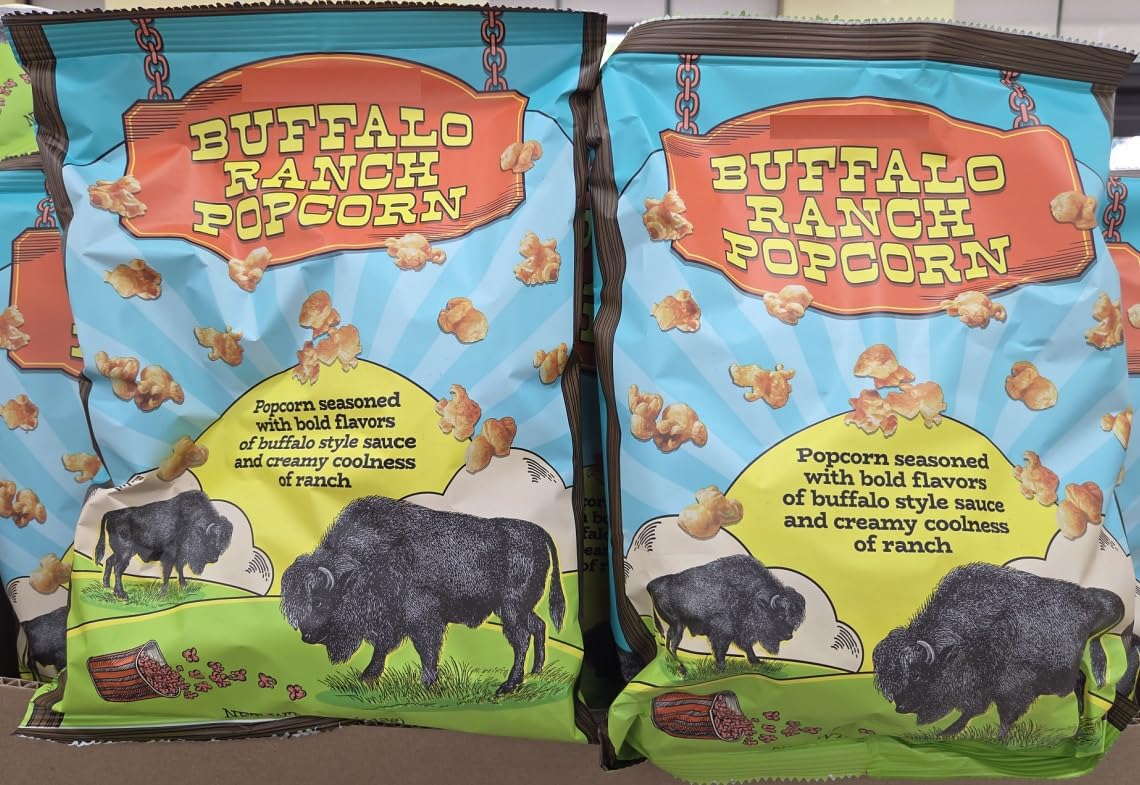 BUFFALO
RANCH
POPCORN
Popcorn seasoned
with bold flavors
of buffalo style sauce
and creamy coolness
of ranch
BUFFALO
RANCH
POPCORN
Popcorn seasoned
with bold flavors
of buffalo style sauce
and creamy coolness
of ranch